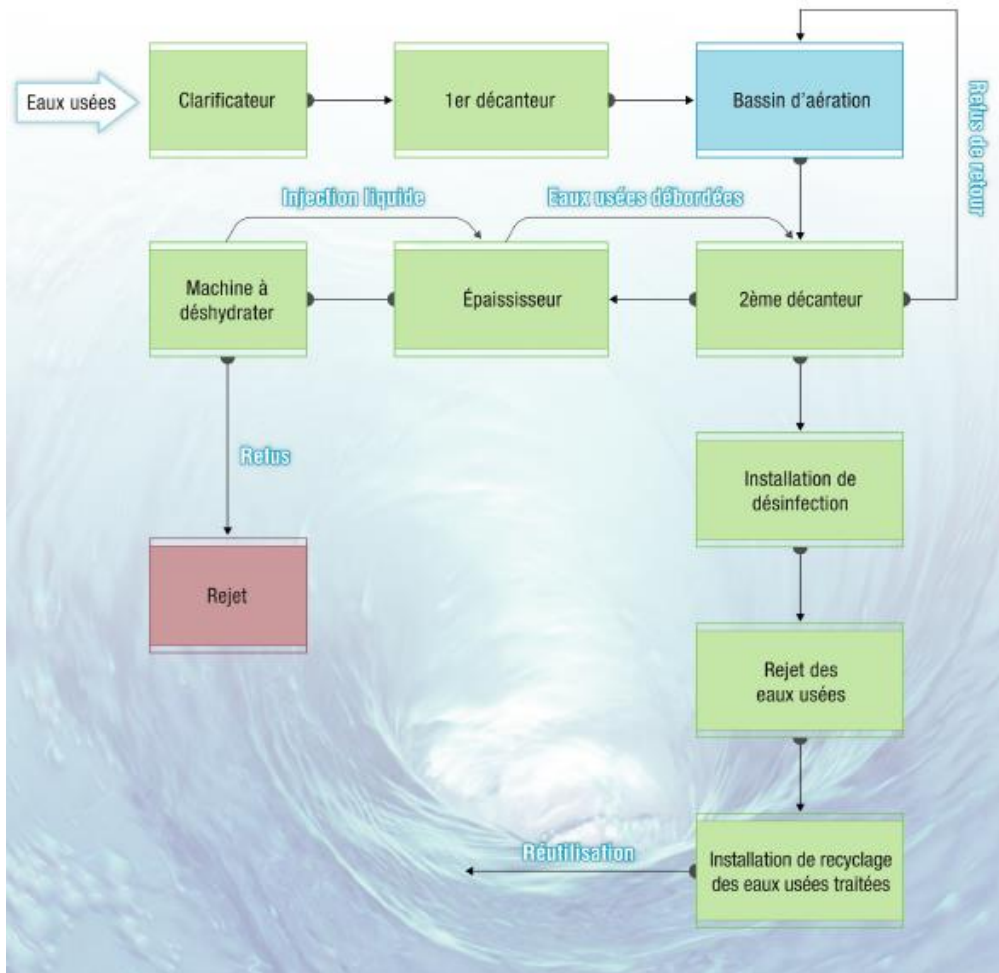 Eaux usées
Clarificateur
1er décanteur
Bassin d'aération
Refus de retour
Injection liquide
Eaux usées débordées
Machine à
déshydrater
Épaississeur
2ème décanteur
Refus
Installation de
désinfection
Rejet
Rejet des
eaux usées
Réutilisation
Installation de recyclage
des eaux usées traitées